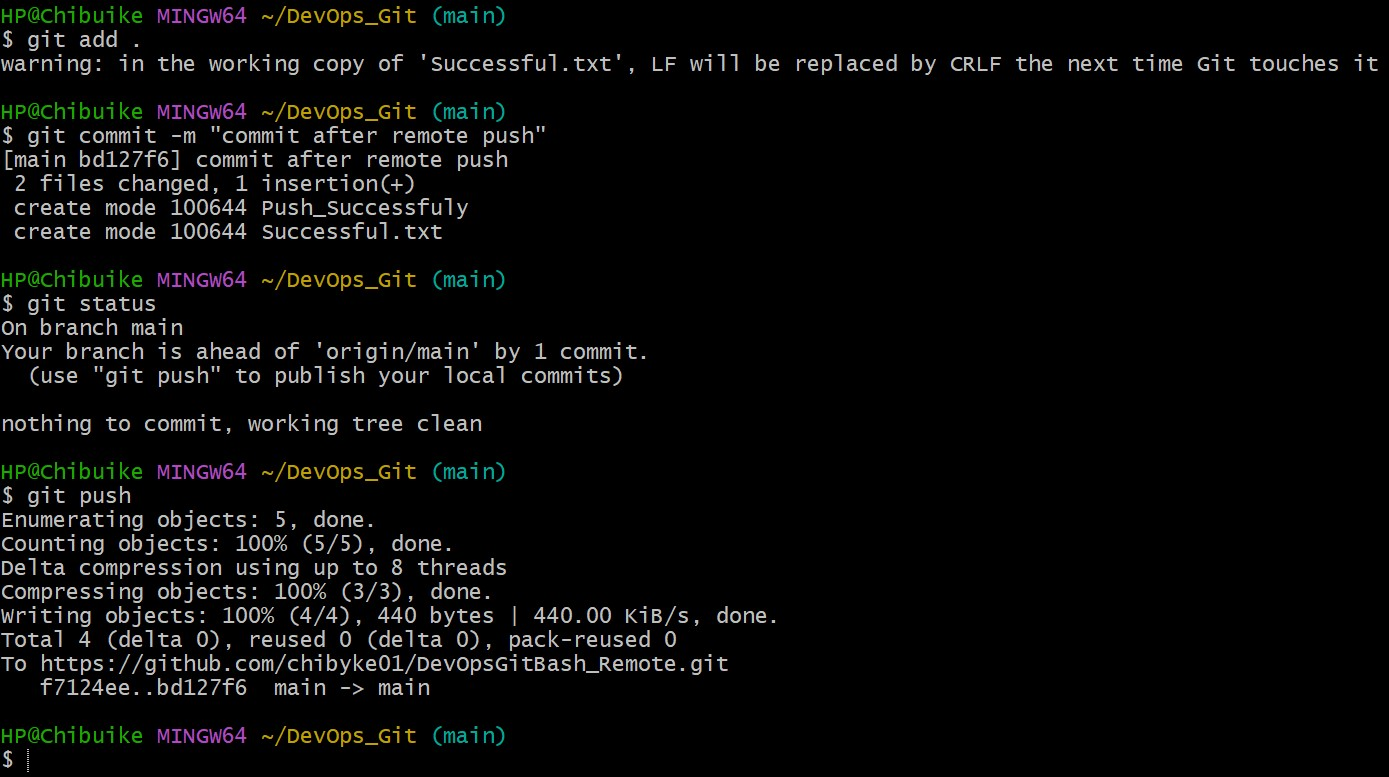 HP@Chibuike MINGW64 ~/DevOps_Git (main)
$ git add .
warning: in the working copy of 'Successful.txt', LF will be replaced by CRLF the next time Git touches it
HP@Chibuike MINGW64 ~/DevOps_Git (main)
$ git commit -m "commit after remote push"
[main bd127f6] commit after remote push
 2 files changed, 1 insertion(+)
 create mode 100644 Push_Successfuly
 create mode 100644 Successful.txt
HP@Chibuike MINGW64 ~/DevOps_Git (main)
$ git status
On branch main
Your branch is ahead of 'origin/main' by 1 commit.
  (use "git push" to publish your local commits)
nothing to commit, working tree clean
HP@Chibuike MINGW64 ~/DevOps_Git (main)
$ git push
Enumerating objects: 5, done.
Counting objects: 100% (5/5), done.
Delta compression using up to 8 threads
Compressing objects: 100% (3/3), done.
Writing objects: 100% (4/4), 440 bytes | 440.00 KiB/s, done.
Total 4 (delta 0), reused 0 (delta 0), pack-reused 0
To https://github.com/chibyke01/DevOpsGitBash_Remote.git
   f7124ee..bd127f6  main -> main
HP@Chibuike MINGW64 ~/DevOps_Git (main)
$